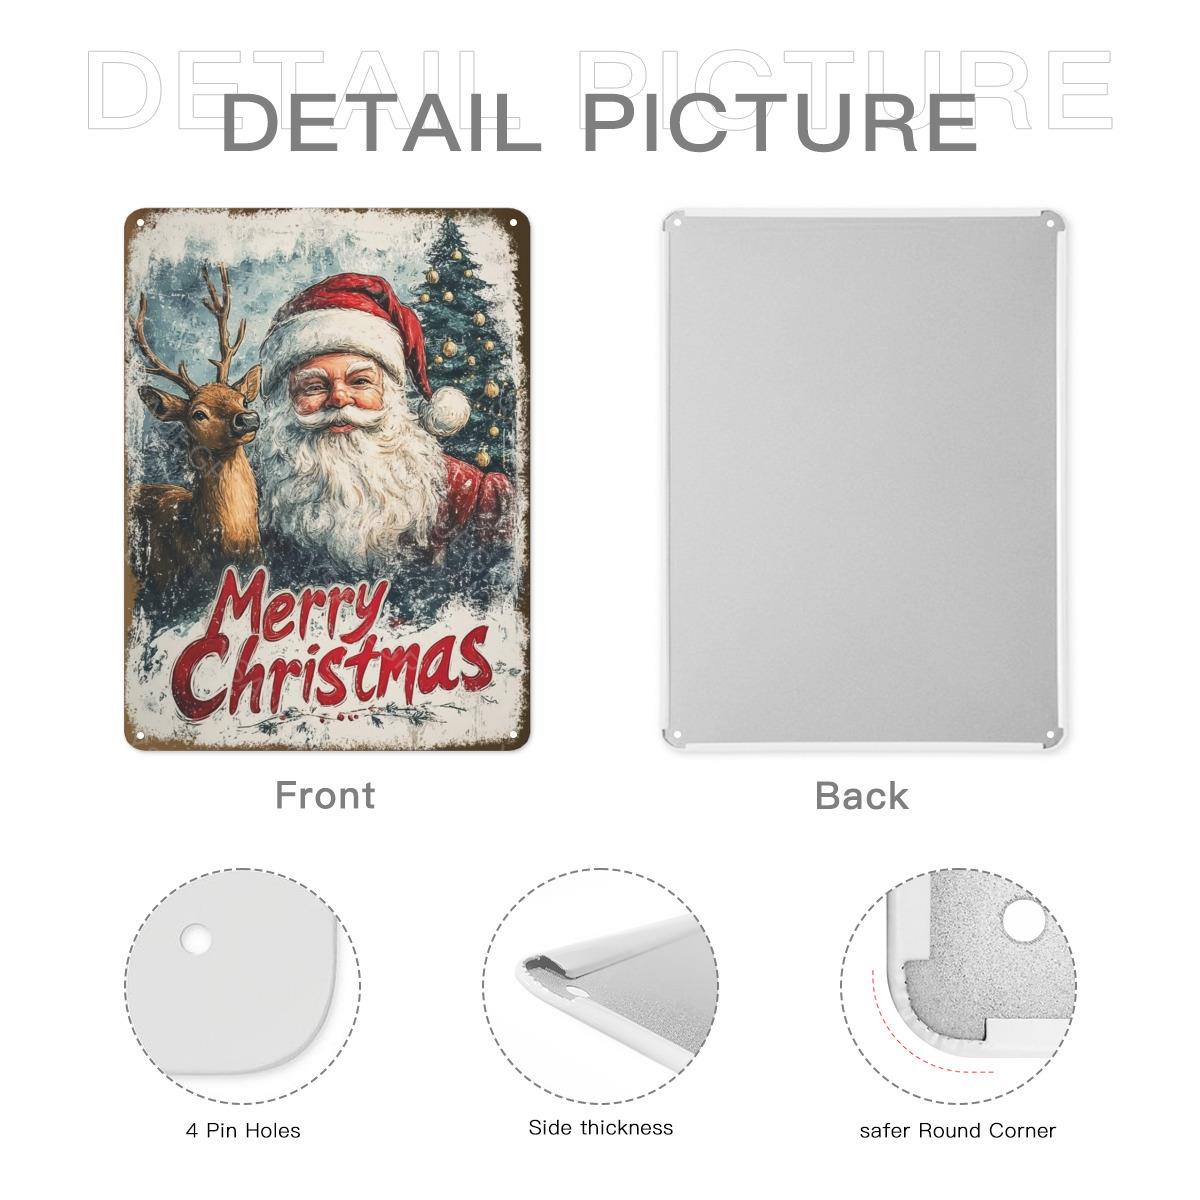 DETAIL PICTURE
DETAIL PICTURE
Merry
Christmas
Front
Back
4 Pin Holes
Side thickness
safer Round Corner